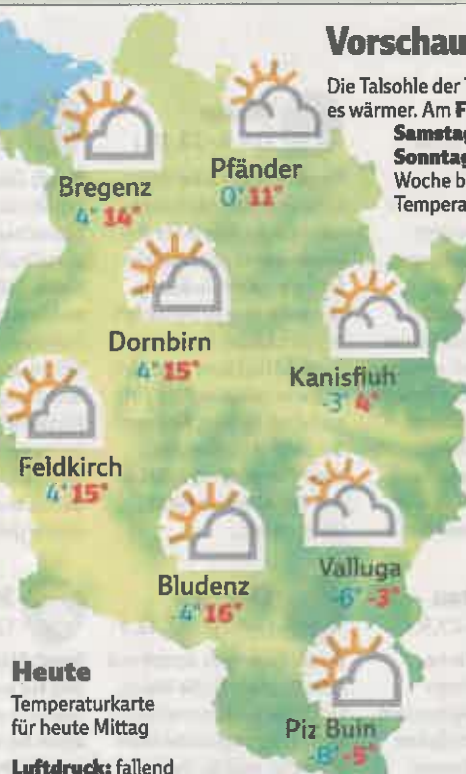 Vorschau
Die Talsohle der
es wärmer. Am
Samstag
Sonntag
Woche b
Tempera
Bregenz
4° 14°
Pfänder
0° 11°
Dornbirn
4° 15°
Kanisfluh
-3° 4°
Feldkirch
4° 15°
Bludenz
4° 16°
Valluga
-6° -3°
Piz Buin
-8° -5°
Heute
Temperaturkarte
für heute Mittag
Luftdruck: fallend